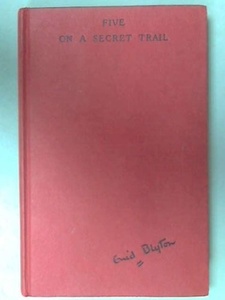 FIVE
ON A SECRET TRAIL
Enid Blyton